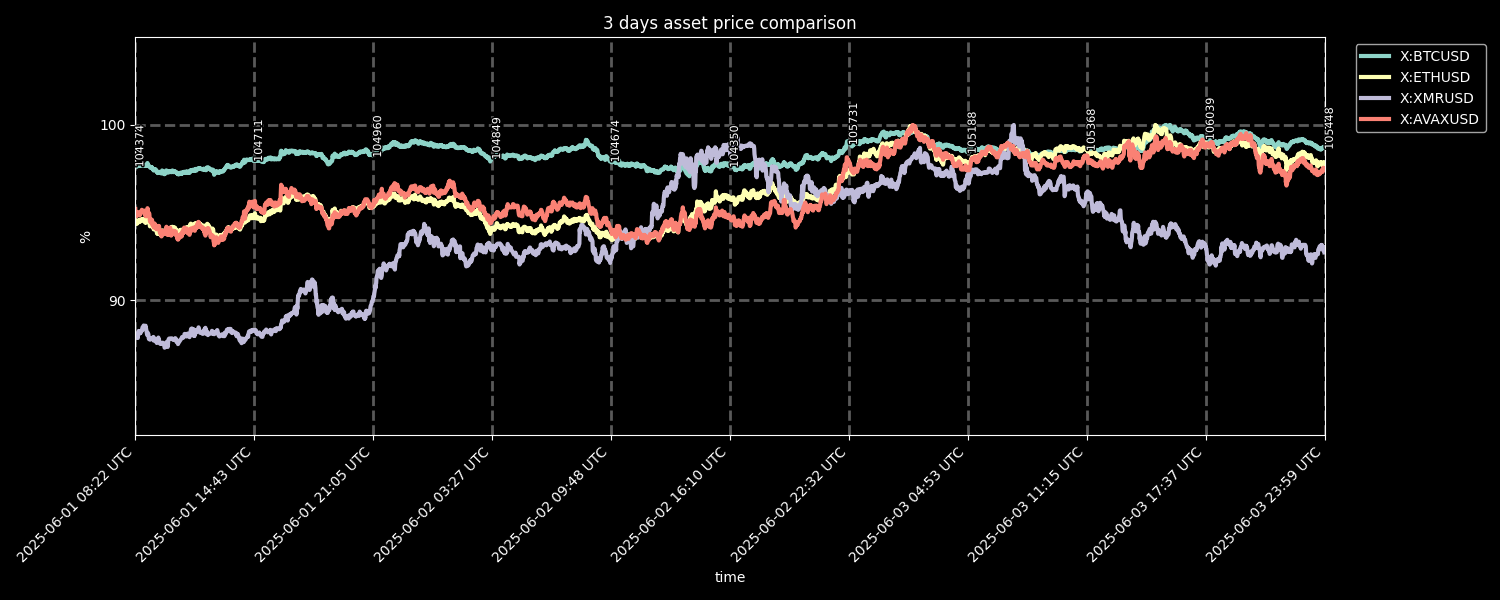 3 days asset price comparison
X:BTCUSD
X:ETHUSD
X:XMRUSD
X:AVAXUSD
%
100
90
104374
104711
104960
104849
104674
104350
105731
105188
105368
106039
105448
2025-06-01 08:22 UTC
2025-06-01 14:43 UTC
2025-06-01 21:05 UTC
2025-06-02 03:27 UTC
2025-06-02 09:48 UTC
2025-06-02 16:10 UTC
2025-06-02 22:32 UTC
2025-06-03 04:53 UTC
2025-06-03 11:15 UTC
2025-06-03 17:37 UTC
2025-06-03 23:59 UTC
time